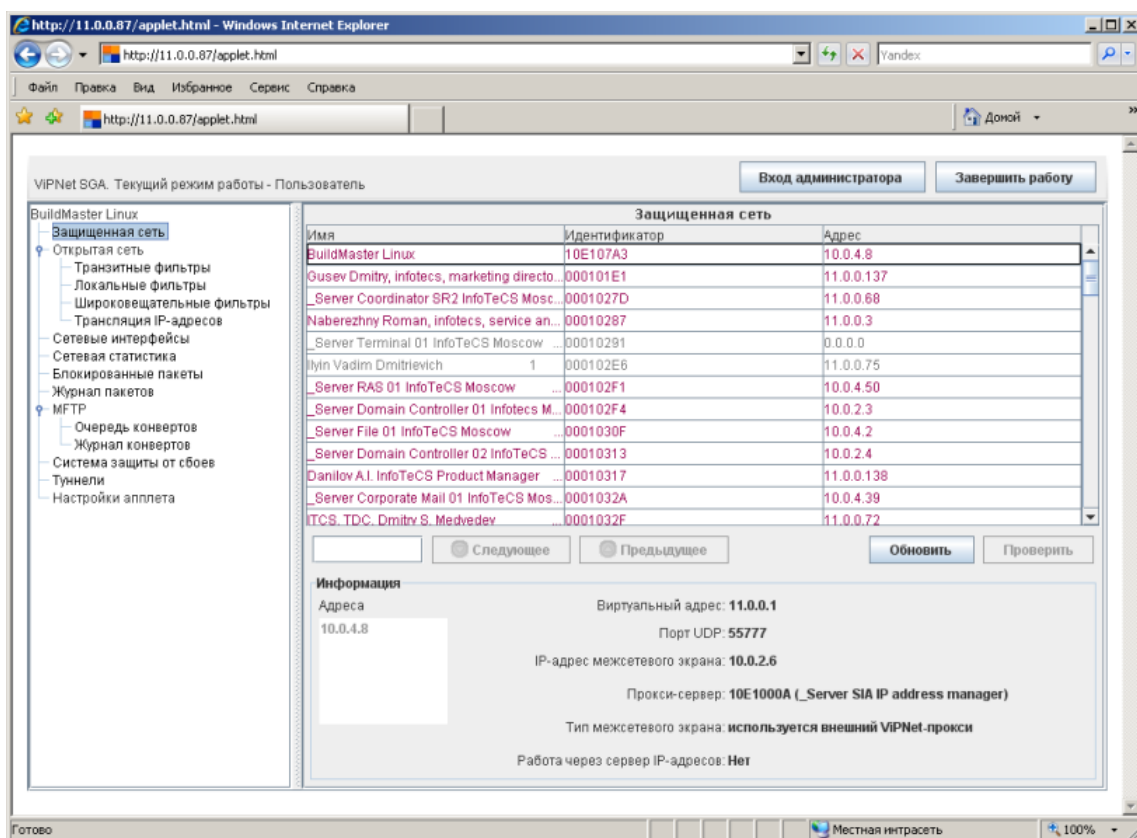 http://11.0.0.87/applet.html - Windows Internet Explorer
http://11.0.0.87/applet.html
Yandex
Файл Правка Вид Избранное Сервис Справка
http://11.0.0.87/applet.html
Домой
ViPNet SGA. Текущий режим работы - Пользователь
Вход администратора
Завершить работу
BuildMaster Linux
Защищенная сеть
Открытая сеть
Транзитные фильтры
Локальные фильтры
Широковещательные фильтры
Трансляция IP-адресов
Сетевые интерфейсы
Сетевая статистика
Блокированные пакеты
Журнал пакетов
MFTP
Очередь конвертов
Журнал конвертов
Система защиты от сбоев
Туннели
Настройки апплета
Защищенная сеть
Имя Идентификатор Адрес
BuildMaster Linux 10E107A3 10.0.4.8
Gusev Dmitry, infotecs, marketing directo... 000101E1 11.0.0.137
_Server Coordinator SR2 InfoTeCS Mosc... 0001027D 11.0.0.68
Naberezhny Roman, infotecs, service an... 00010287 11.0.0.3
_Server Terminal 01 InfoTeCS Moscow ... 00010291 0.0.0.0
Ilyin Vadim Dmitrievich 1 000102E6 11.0.0.75
_Server RAS 01 InfoTeCS Moscow ... 000102F1 10.0.4.50
_Server Domain Controller 01 Infotecs M... 000102F4 10.0.2.3
_Server File 01 InfoTeCS Moscow ... 0001030F 10.0.4.2
_Server Domain Controller 02 InfoTeCS ... 00010313 10.0.2.4
Danilov A.I. InfoTeCS Product Manager ... 00010317 11.0.0.138
_Server Corporate Mail 01 InfoTeCS Mos... 0001032A 10.0.4.39
ITCS. TDC. Dmitry S. Medvedev ... 0001032F 11.0.0.72
Следующее
Предыдущее
Обновить
Проверить
Информация
Адреса
10.0.4.8
Виртуальный адрес: 11.0.0.1
Порт UDP: 55777
IP-адрес межсетевого экрана: 10.0.2.6
Прокси-сервер: 10E1000A (_Server SIA IP address manager)
Тип межсетевого экрана: используется внешний ViPNet-прокси
Работа через сервер IP-адресов: Нет
Готово
Местная интрасеть
100%